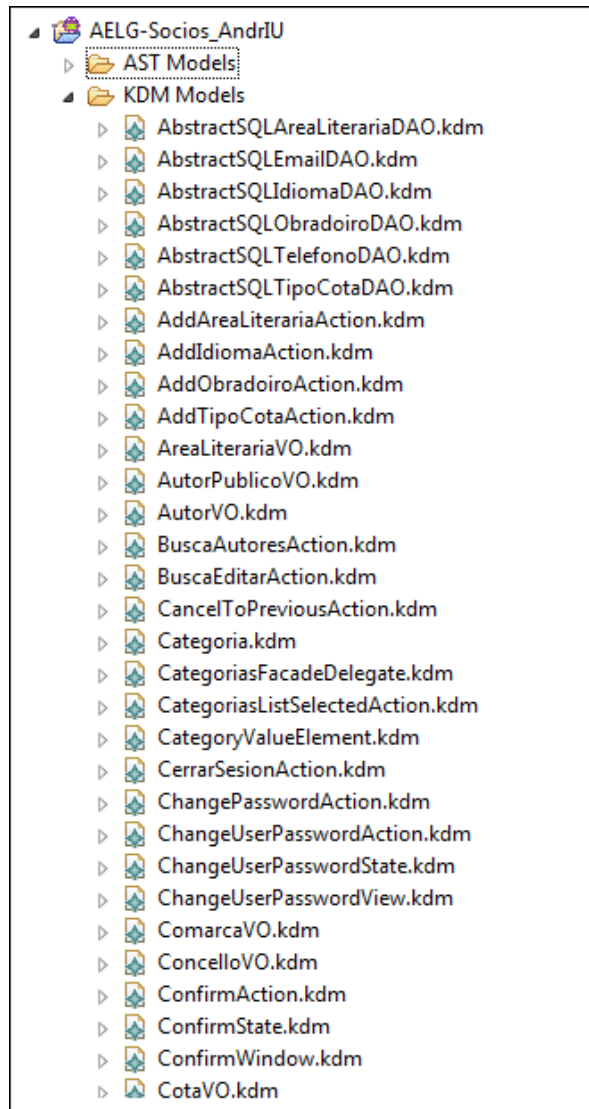 AELG-Socios_AndrIU
AST Models
KDM Models
AbstractSQLAreaLiterariaDAO.kdm
AbstractSQLEmailDAO.kdm
AbstractSQLIdiomaDAO.kdm
AbstractSQLObradoiroDAO.kdm
AbstractSQLTelefonoDAO.kdm
AbstractSQLTipoCotaDAO.kdm
AddAreaLiterariaAction.kdm
AddIdiomaAction.kdm
AddObradoiroAction.kdm
AddTipoCotaAction.kdm
AreaLiterariaVO.kdm
AutorPublicoVO.kdm
AutorVO.kdm
BuscaAutoresAction.kdm
BuscaEditarAction.kdm
CancelToPreviousAction.kdm
Categoria.kdm
CategoriasFacadeDelegate.kdm
CategoriasListSelectedAction.kdm
CategoryValueElement.kdm
CerrarSesionAction.kdm
ChangePasswordAction.kdm
ChangeUserPasswordAction.kdm
ChangeUserPasswordState.kdm
ChangeUserPasswordView.kdm
ComarcaVO.kdm
ConcelloVO.kdm
ConfirmAction.kdm
ConfirmState.kdm
ConfirmWindow.kdm
CotaVO.kdm